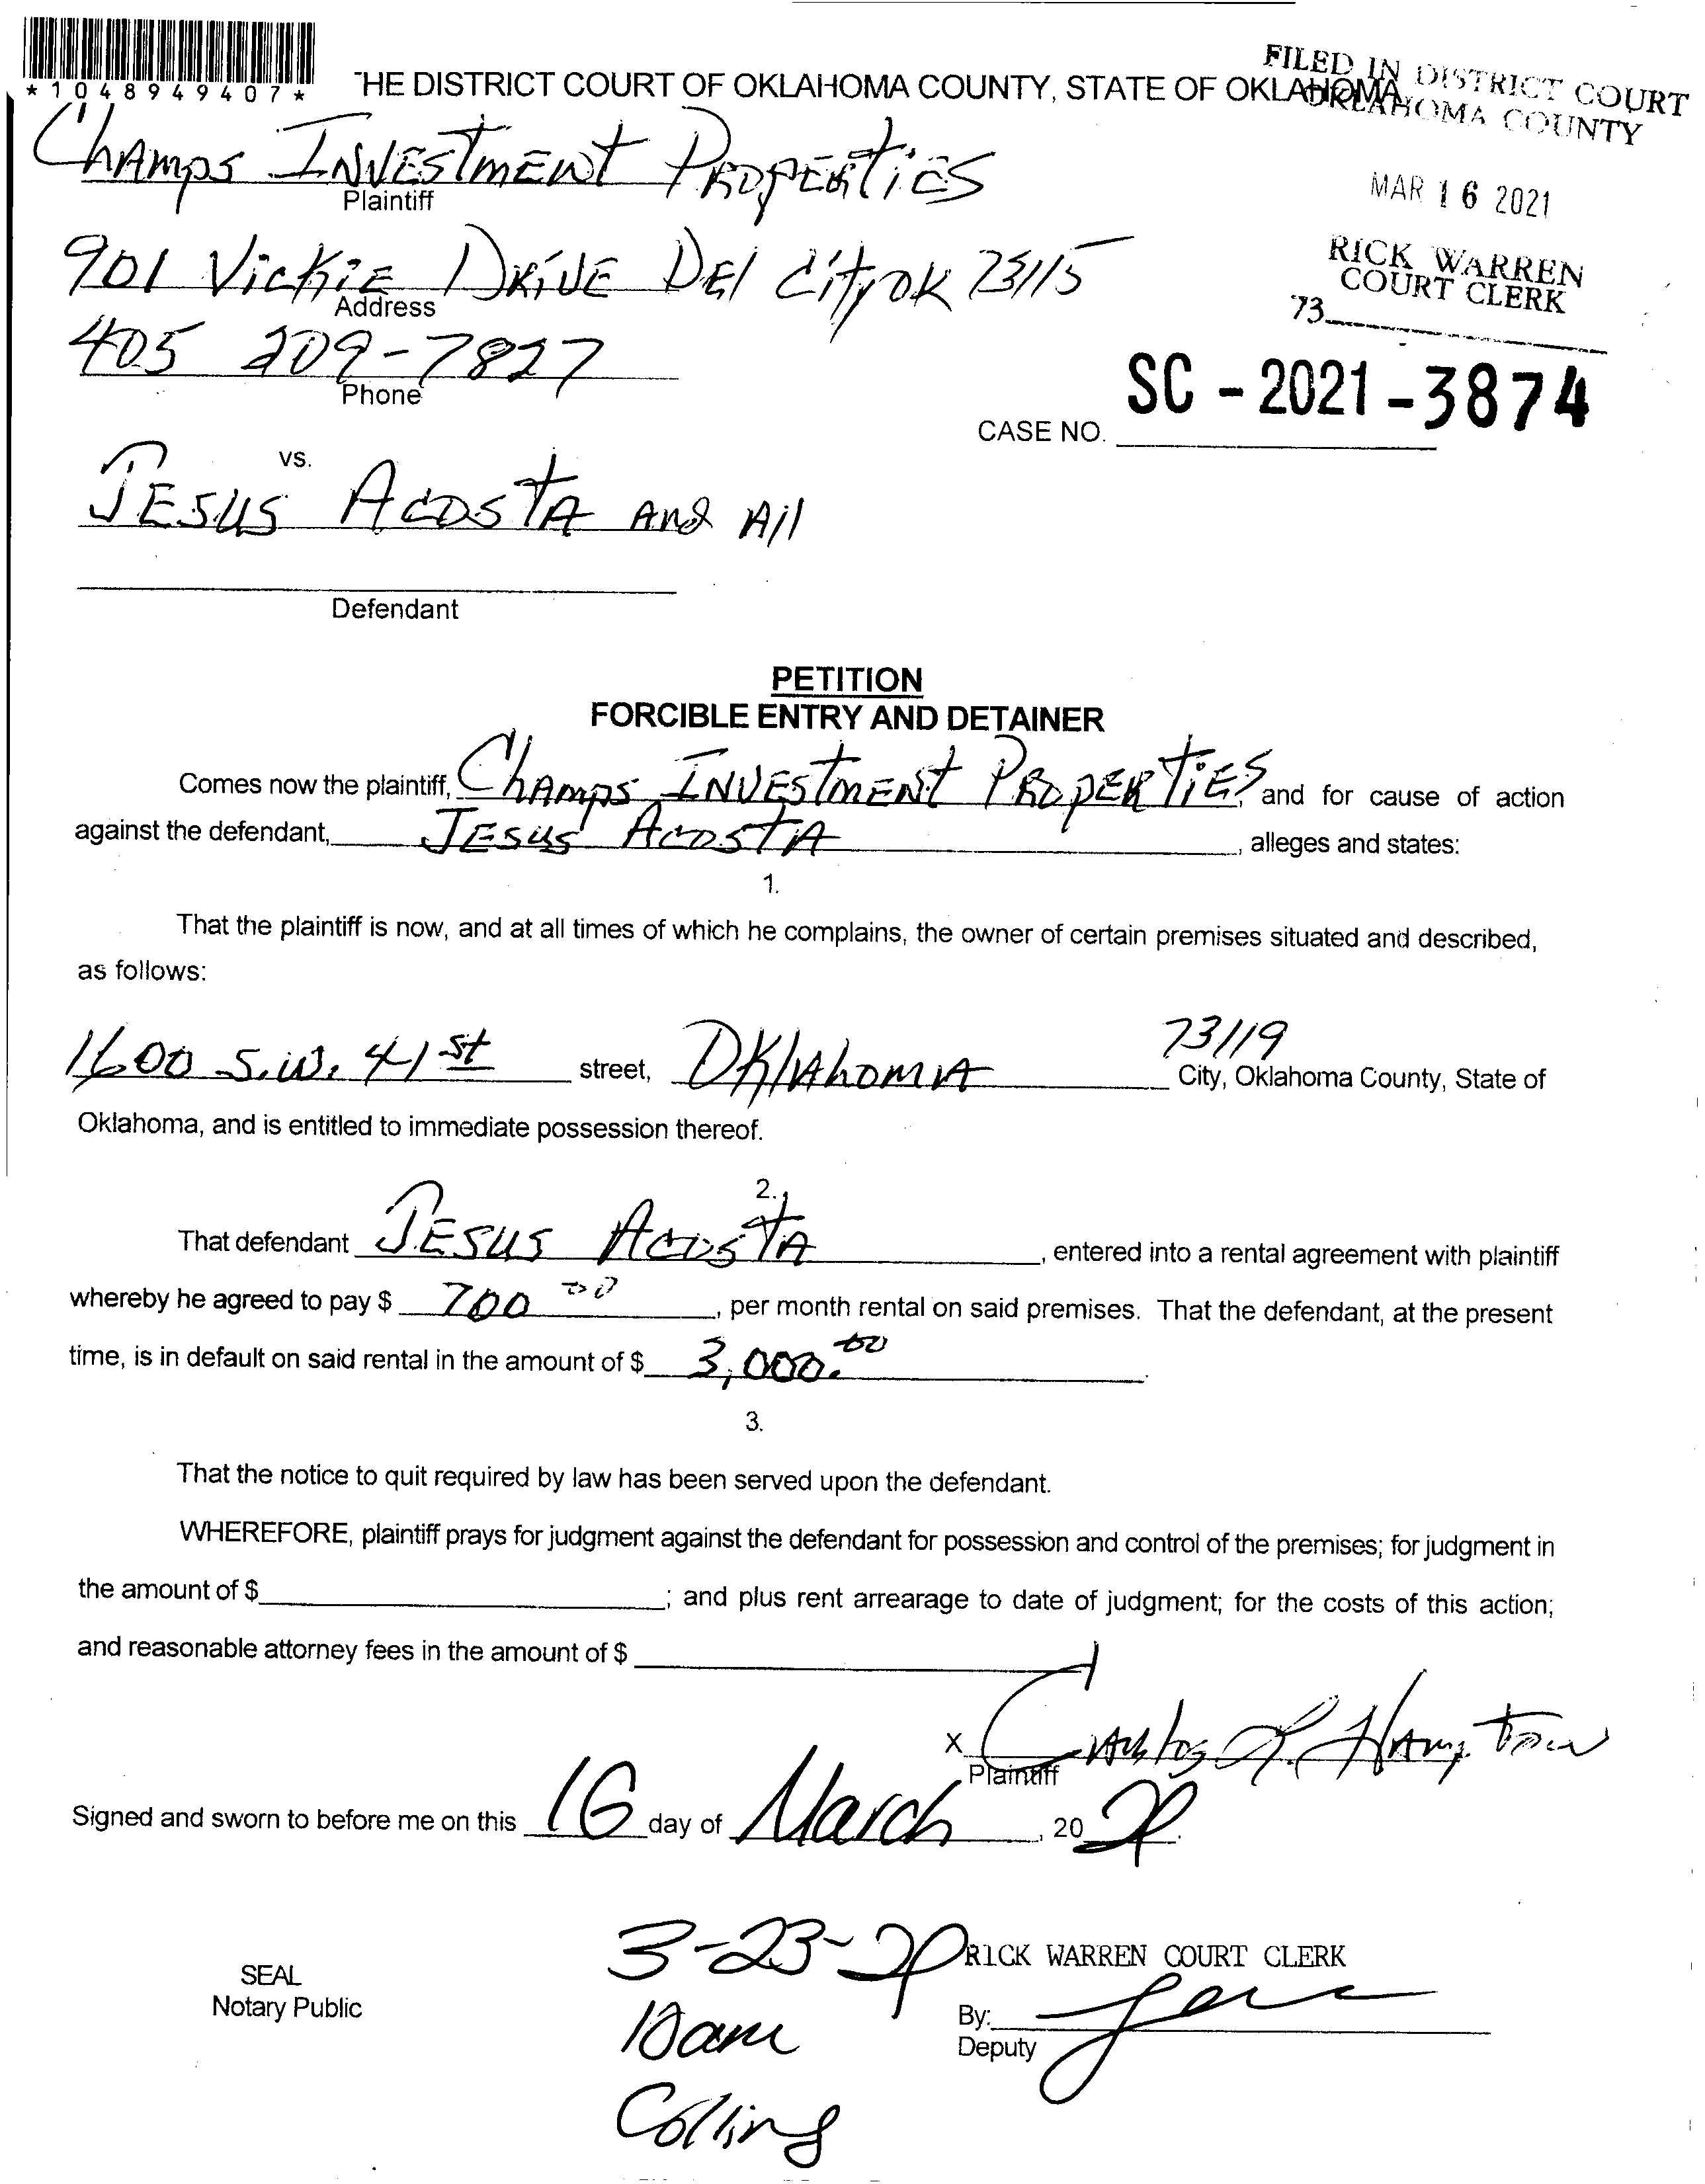 *1048949407*
HE DISTRICT COURT OF OKLAHOMA COUNTY, STATE OF OKLAHOMA
FILED IN DISTRICT COURT
OKLAHOMA COUNTY
Champs Investment Properties
Plaintiff
MAR 16 2021
901 Vickie Drive Del City OK 73115
Address
RICK WARREN
COURT CLERK
73
405 209-7827
Phone
SC - 2021 - 3874
CASE NO.
vs.
Jesus Acosta and All
Defendant
PETITION
FORCIBLE ENTRY AND DETAINER
Comes now the plaintiff, Champs Investment Properties, and for cause of action
against the defendant, Jesus Acosta, alleges and states:
1.
That the plaintiff is now, and at all times of which he complains, the owner of certain premises situated and described,
as follows:
73119
1600 S.W. 41st street, Oklahoma City, Oklahoma County, State of
Oklahoma, and is entitled to immediate possession thereof.
2.
That defendant Jesus Acosta, entered into a rental agreement with plaintiff
whereby he agreed to pay $ 700 00, per month rental on said premises. That the defendant, at the present
time, is in default on said rental in the amount of $ 3,000.00.
3.
That the notice to quit required by law has been served upon the defendant.
WHEREFORE, plaintiff prays for judgment against the defendant for possession and control of the premises; for judgment in
the amount of $ ; and plus rent arrearage to date of judgment; for the costs of this action;
and reasonable attorney fees in the amount of $
X Carlos L. Hampton
Plaintiff
Signed and sworn to before me on this 16 day of March, 20 21.
3-23-21
RICK WARREN COURT CLERK
SEAL
Notary Public
10am
By:
Deputy
Collins